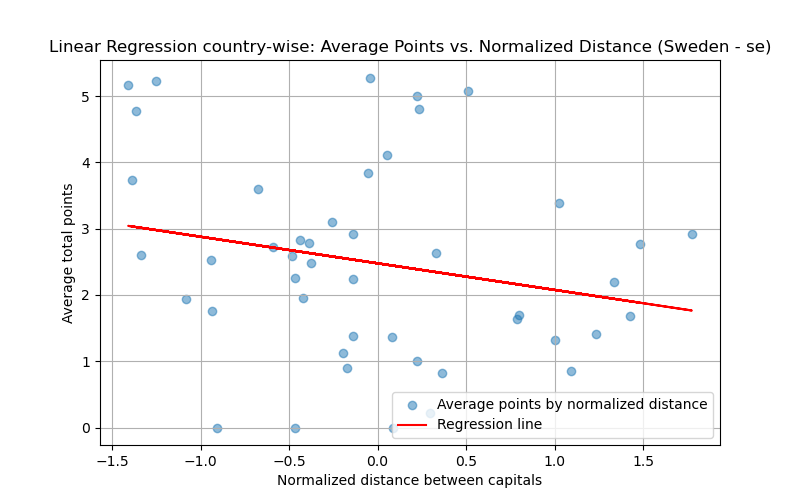 Linear Regression country-wise: Average Points vs. Normalized Distance (Sweden - se)
Average total points
5
4
3
2
1
0
Average points by normalized distance
Regression line
−1.5 −1.0 −0.5 0.0 0.5 1.0 1.5
Normalized distance between capitals